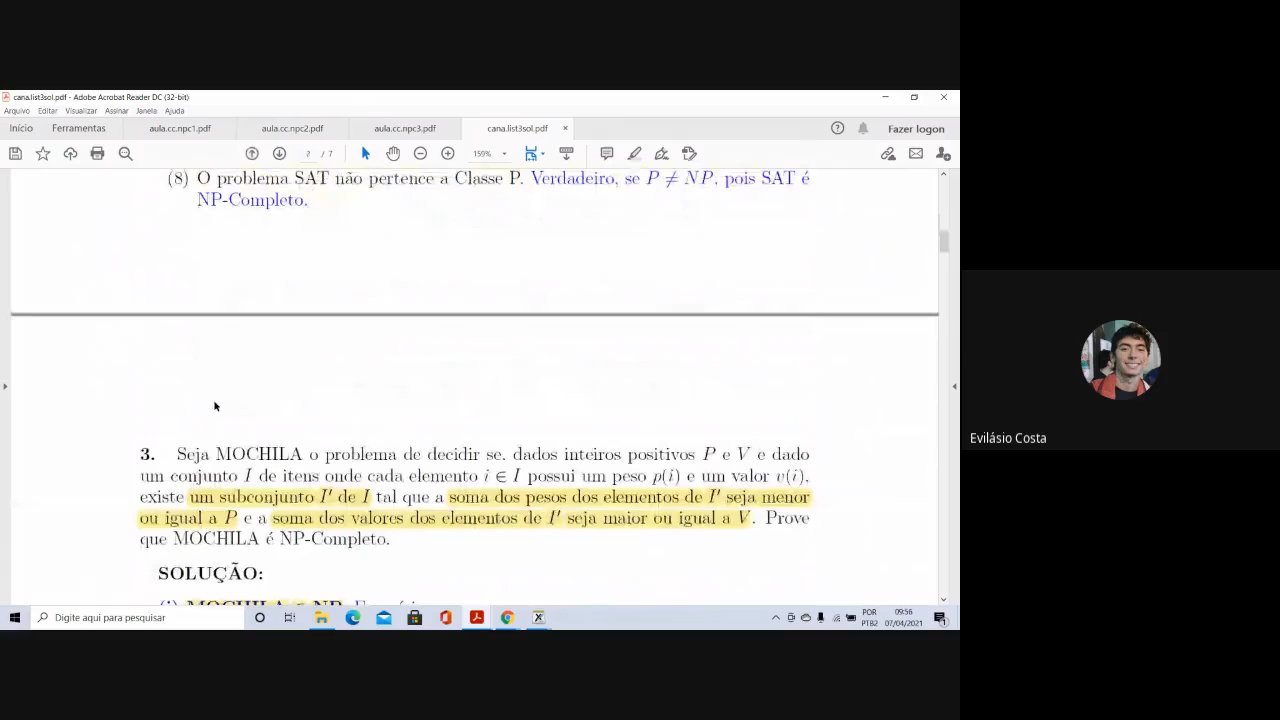 cana.list3sol.pdf - Adobe Acrobat Reader DC (32-bit)
Arquivo Editar Visualizar Assinar Janela Ajuda
Início Ferramentas aula.cc.npc1.pdf aula.cc.npc2.pdf aula.cc.npc3.pdf cana.list3sol.pdf × Fazer logon
2 / 7 159%
(8) O problema SAT não pertence a Classe P. Verdadeiro, se P ≠ NP, pois SAT é
NP-Completo.
3. Seja MOCHILA o problema de decidir se, dados inteiros positivos P e V e dado
um conjunto I de itens onde cada elemento i ∈ I possui um peso p(i) e um valor v(i),
existe um subconjunto I′ de I tal que a soma dos pesos dos elementos de I′ seja menor
ou igual a P e a soma dos valores dos elementos de I′ seja maior ou igual a V. Prove
que MOCHILA é NP-Completo.
SOLUÇÃO:
(i) MOCHILA ∈ NP
Evilásio Costa
Digite aqui para pesquisar
POR 09:56
PTB2 07/04/2021